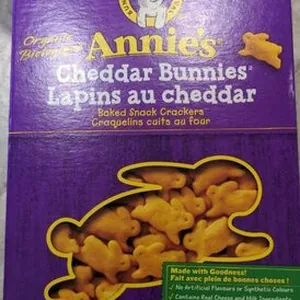 Organic
Biologique
Annie's
Cheddar Bunnies
Lapins au cheddar
Baked Snack Crackers
Craquelins cuits au four
Made with Goodness!
Fait avec plein de bonnes choses!
✓ No Artificial Flavours or Synthetic Colours
✓ Contains Real Cheese and Milk Ingredients